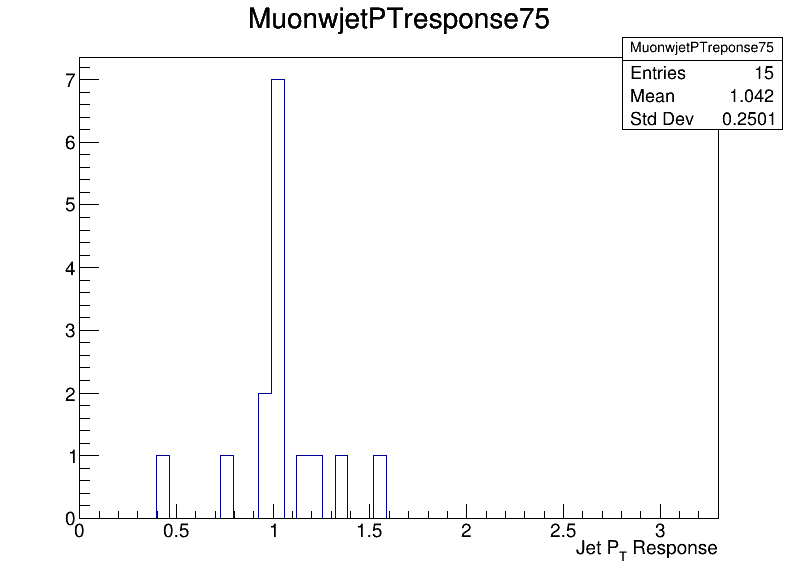 MuonwjetPTresponse75
MuonwjetPTreponse75
Entries 15
Mean 1.042
Std Dev 0.2501
7
6
5
4
3
2
1
0
0 0.5 1 1.5 2 2.5 3
Jet P_T Response